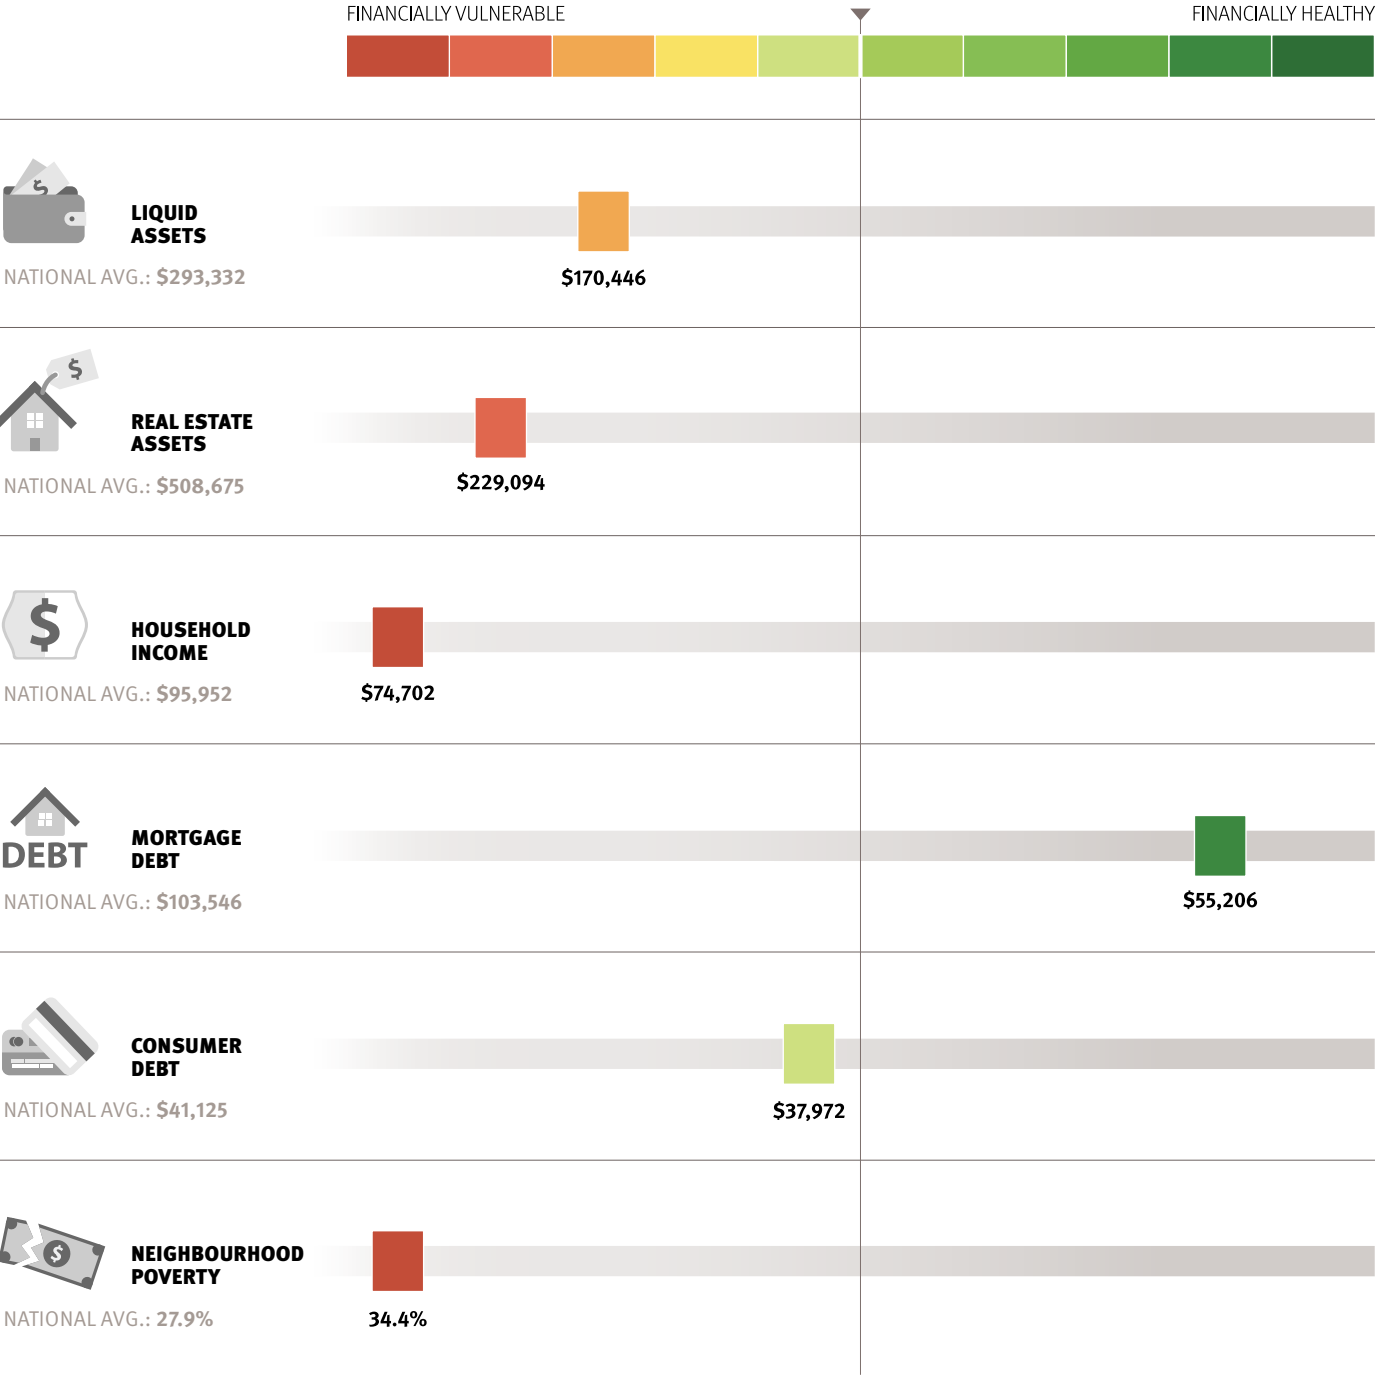 FINANCIALLY VULNERABLE
FINANCIALLY HEALTHY
$
LIQUID
ASSETS
NATIONAL AVG.: $293,332
$170,446
$
REAL ESTATE
ASSETS
NATIONAL AVG.: $508,675
$229,094
$
HOUSEHOLD
INCOME
NATIONAL AVG.: $95,952
$74,702
DEBT
MORTGAGE
DEBT
NATIONAL AVG.: $103,546
$55,206
CONSUMER
DEBT
NATIONAL AVG.: $41,125
$37,972
$
NEIGHBOURHOOD
POVERTY
NATIONAL AVG.: 27.9%
34.4%